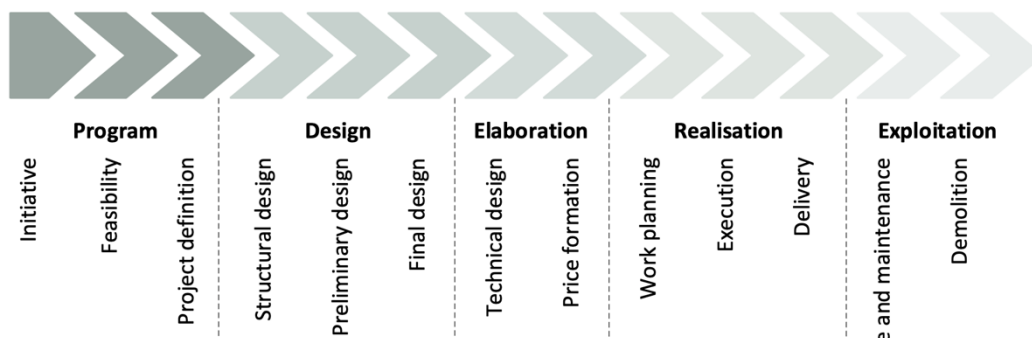 Program
Design
Elaboration
Realisation
Exploitation
Initiative
Feasibility
Project definition
Structural design
Preliminary design
Final design
Technical design
Price formation
Work planning
Execution
Delivery
and maintenance
Demolition